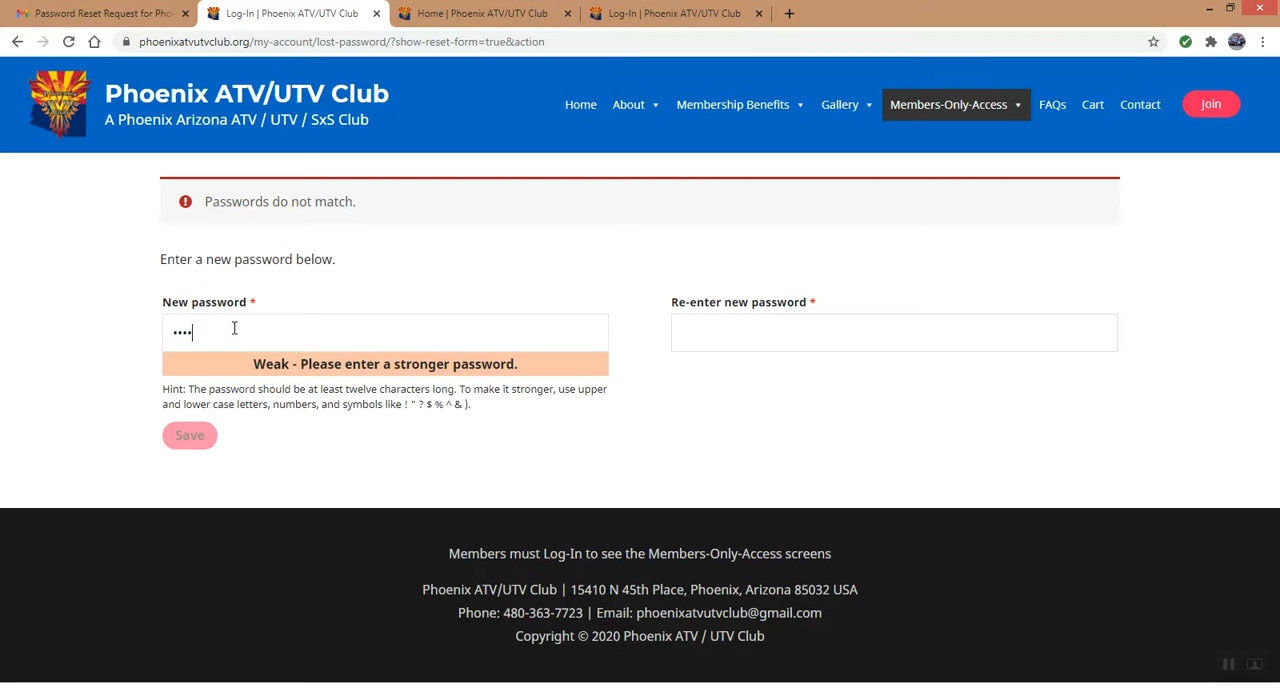 Password Reset Request for Pho
Log-In | Phoenix ATV/UTV Club
Home | Phoenix ATV/UTV Club
Log-In | Phoenix ATV/UTV Club
phoenixatvutvclub.org/my-account/lost-password/?show-reset-form=true&action
Phoenix ATV/UTV Club
A Phoenix Arizona ATV / UTV / SxS Club
Home About Membership Benefits Gallery Members-Only-Access FAQs Cart Contact Join
Passwords do not match.
Enter a new password below.
New password *
Re-enter new password *
••••
Weak - Please enter a stronger password.
Hint: The password should be at least twelve characters long. To make it stronger, use upper
and lower case letters, numbers, and symbols like ! " ? $ % ^ & ).
Save
Members must Log-In to see the Members-Only-Access screens
Phoenix ATV/UTV Club | 15410 N 45th Place, Phoenix, Arizona 85032 USA
Phone: 480-363-7723 | Email: phoenixatvutvclub@gmail.com
Copyright © 2020 Phoenix ATV / UTV Club